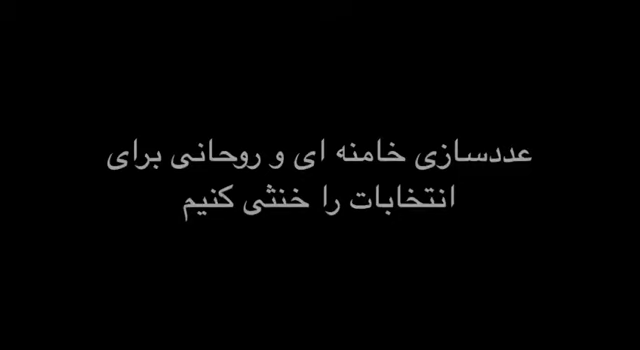 عددسازی خامنه ای و روحانی برای
انتخابات را خنثی کنیم